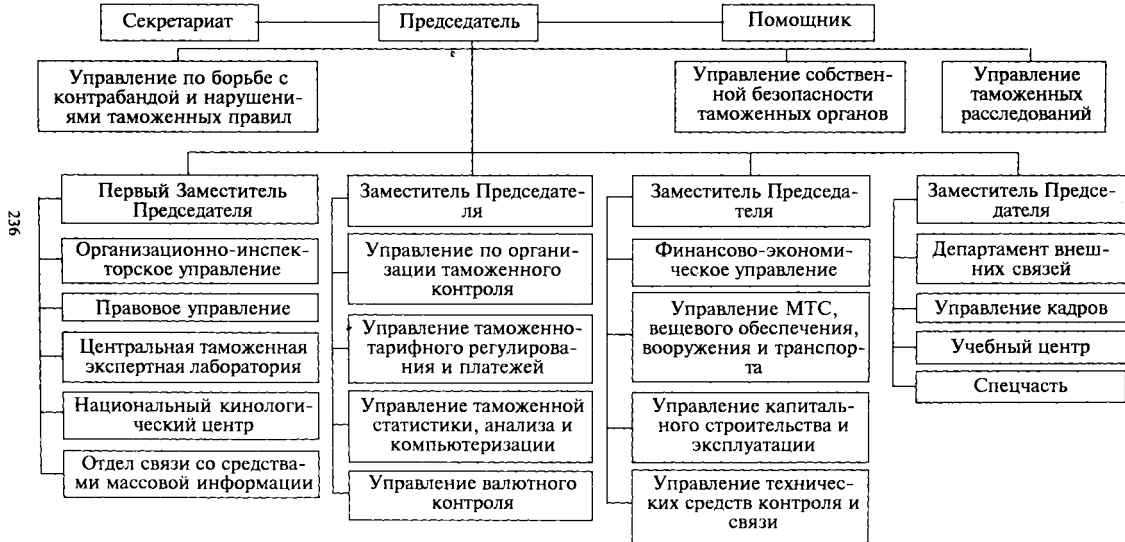 Секретариат
Председатель
Помощник
Управление по борьбе с
контрабандой и нарушени-
ями таможенных правил
Управление собствен-
ной безопасности
таможенных органов
Управление
таможенных
расследований
Первый Заместитель
Председателя
Организационно-инспек-
торское управление
Правовое управление
Центральная таможенная
экспертная лаборатория
Национальный кинологи-
ческий центр
Отдел связи со средства-
ми массовой информации
Заместитель Председате-
ля
Управление по органи-
зации таможенного
контроля
Управление таможенно-
тарифного регулирова-
ния и платежей
Управление таможенной
статистики, анализа и
компьютеризации
Управление валютного
контроля
Заместитель Председа-
теля
Финансово-экономи-
ческое управление
Управление МТС,
вещевого обеспечения,
вооружения и транспор-
та
Управление капиталь-
ного строительства и
эксплуатации
Управление техничес-
ких средств контроля и
связи
Заместитель Предсе-
дателя
Департамент внеш-
них связей
Управление кадров
Учебный центр
Спецчасть
236